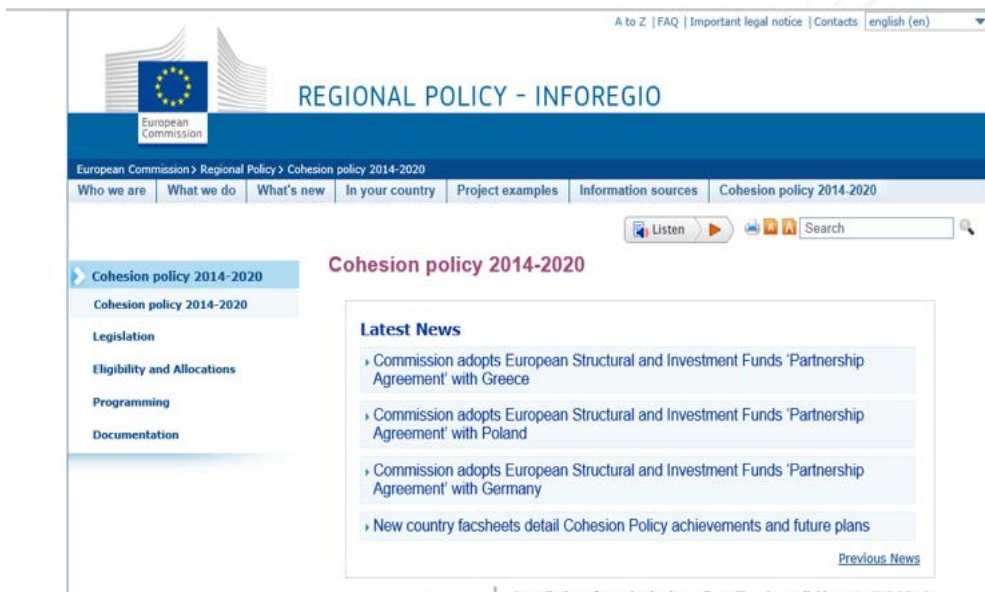 A to Z | FAQ | Important legal notice | Contacts english (en)
European
Commission
REGIONAL POLICY - INFOREGIO
European Commission > Regional Policy > Cohesion policy 2014-2020
Who we are What we do What's new In your country Project examples Information sources Cohesion policy 2014-2020
Listen A A Search
Cohesion policy 2014-2020
Cohesion policy 2014-2020
Legislation
Eligibility and Allocations
Programming
Documentation
Cohesion policy 2014-2020
Latest News
Commission adopts European Structural and Investment Funds 'Partnership
Agreement' with Greece
Commission adopts European Structural and Investment Funds 'Partnership
Agreement' with Poland
Commission adopts European Structural and Investment Funds 'Partnership
Agreement' with Germany
New country facsheets detail Cohesion Policy achievements and future plans
Previous News